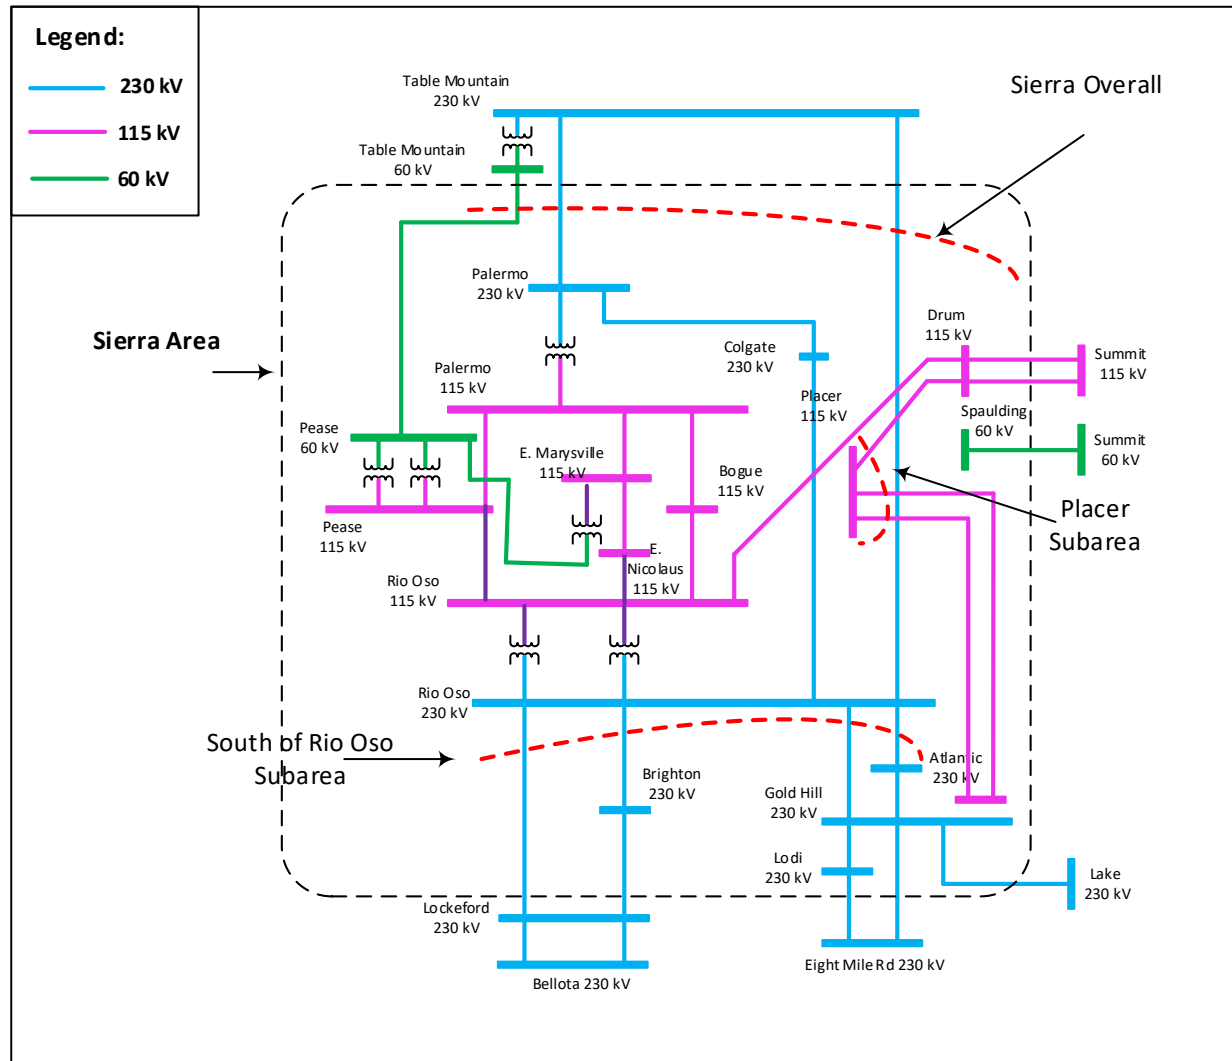 Legend:
230 kV
115 kV
60 kV
Table Mountain
230 kV
Sierra Overall
Table Mountain
60 kV
Palermo
230 kV
Drum
115 kV
Sierra Area
Colgate
230 kV
Summit
115 kV
Palermo
115 kV
Placer
115 kV
Spaulding
60 kV
Pease
60 kV
Summit
60 kV
E. Marysville
115 kV
Bogue
115 kV
Placer
Subarea
Pease
115 kV
E.
Nicolaus
115 kV
Rio Oso
115 kV
Rio Oso
230 kV
South of Rio Oso
Subarea
Atlantic
230 kV
Brighton
230 kV
Gold Hill
230 kV
Lodi
230 kV
Lake
230 kV
Lockeford
230 kV
Eight Mile Rd 230 kV
Bellota 230 kV